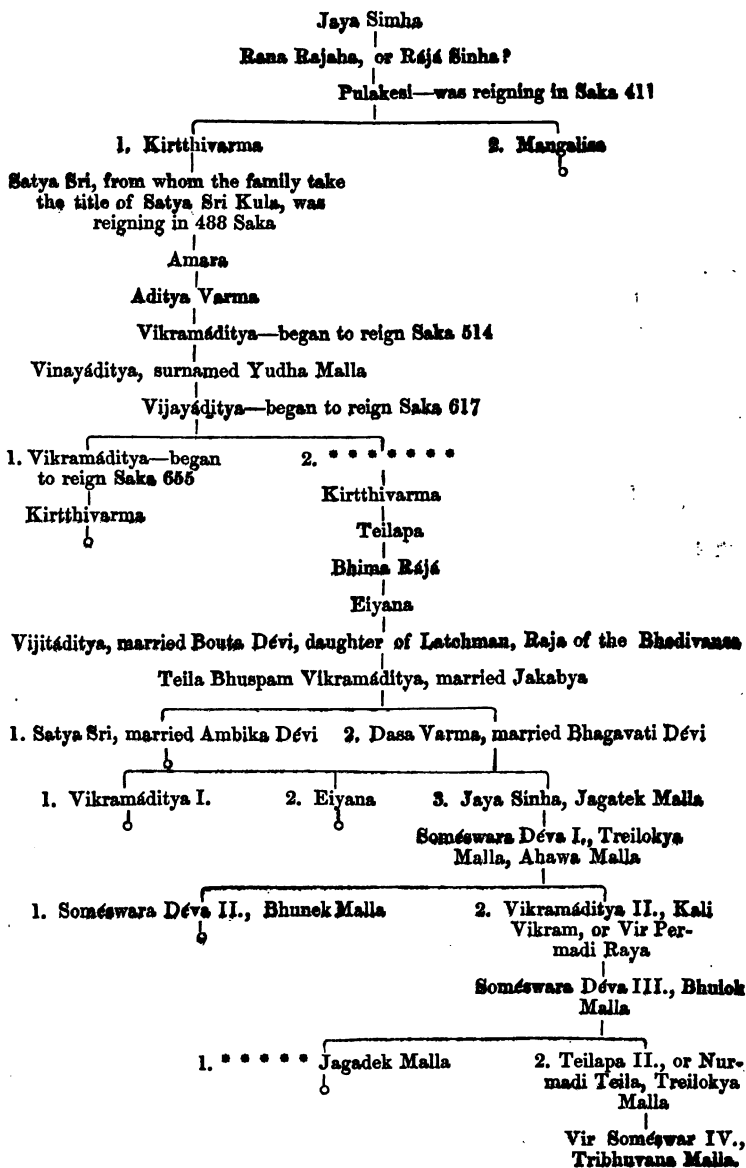 Jaya Simha
Rana Rajaha, or Rájá Sinha?
Pulakesi—was reigning in Saka 411
1. Kirtthivarma 2. Mangalisa
Satya Sri, from whom the family take
the title of Satya Sri Kula, was
reigning in 488 Saka
Amara
Aditya Varma
Vikramáditya—began to reign Saka 514
Vinayáditya, surnamed Yudha Malla
Vijayáditya—began to reign Saka 617
1. Vikramáditya—began 2. * * * * * * *
to reign Saka 655
Kirtthivarma
Kirtthivarma
Teilapa
Bhima Rájá
Eiyana
Vijitáditya, married Bouta Dévi, daughter of Latchman, Raja of the Bhedivansa
Teila Bhuspam Vikramáditya, married Jakabya
1. Satya Sri, married Ambika Dévi 2. Dasa Varma, married Bhagavati Dévi
1. Vikramáditya I. 2. Eiyana 3. Jaya Sinha, Jagatek Malla
Soméswara Déva I., Treilokya
Malla, Ahawa Malla
1. Soméswara Déva II., Bhunek Malla 2. Vikramáditya II., Kali
Vikram, or Vir Per-
madi Raya
Soméswara Déva III., Bhulok
Malla
1. * * * * * Jagadek Malla 2. Teilapa II., or Nur-
madi Teila, Treilokya
Malla
Vir Soméswar IV.,
Tribhuvana Malla.